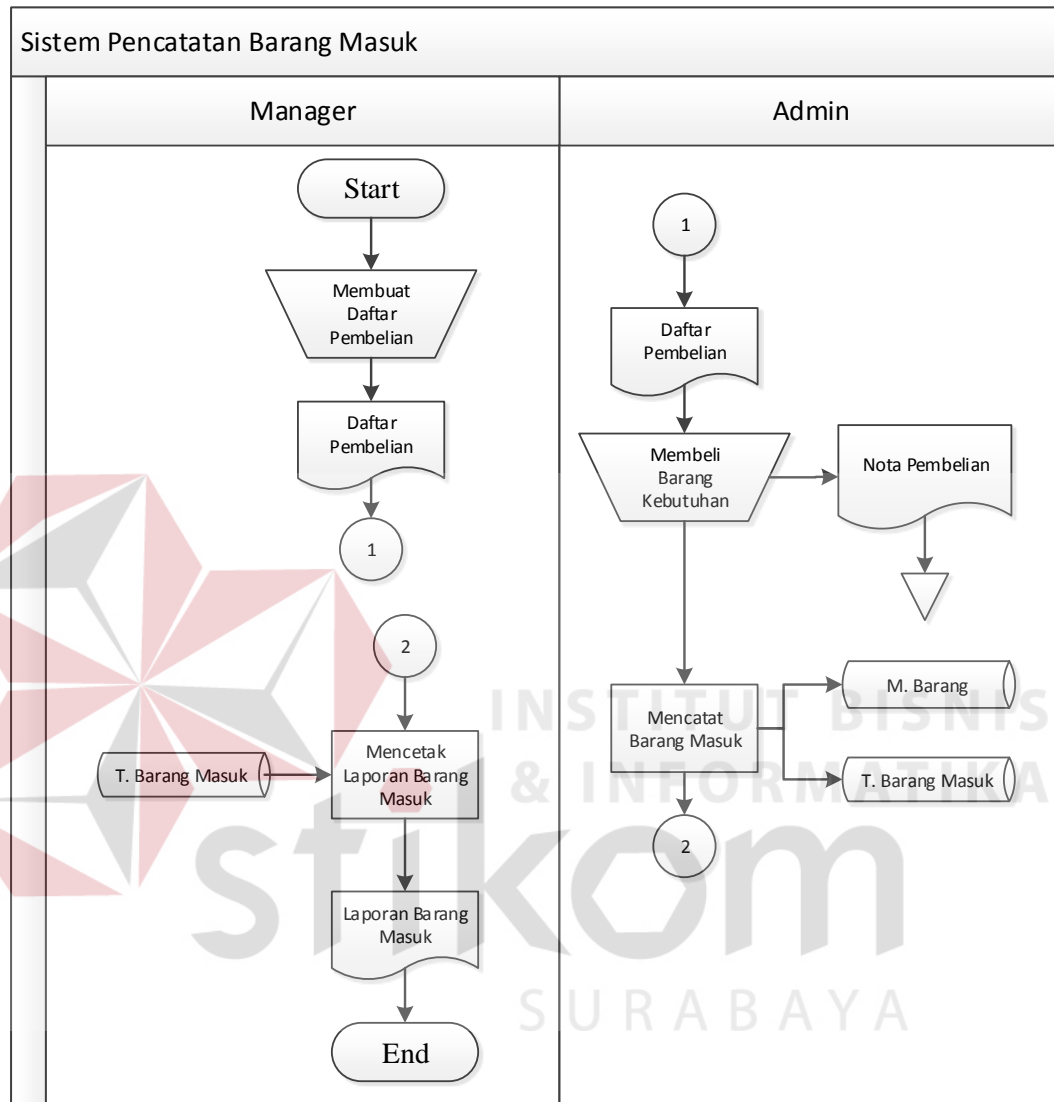 Sistem Pencatatan Barang Masuk
Manager
Admin
Start
Membuat
Daftar
Pembelian
Daftar
Pembelian
1
2
T. Barang Masuk
Mencetak
Laporan Barang
Masuk
Laporan Barang
Masuk
End
1
Daftar
Pembelian
Membeli
Barang
Kebutuhan
Nota Pembelian
Mencatat
Barang Masuk
M. Barang
T. Barang Masuk
2
INSTITUT BISNIS
& INFORMATIKA
stikom
SURABAYA